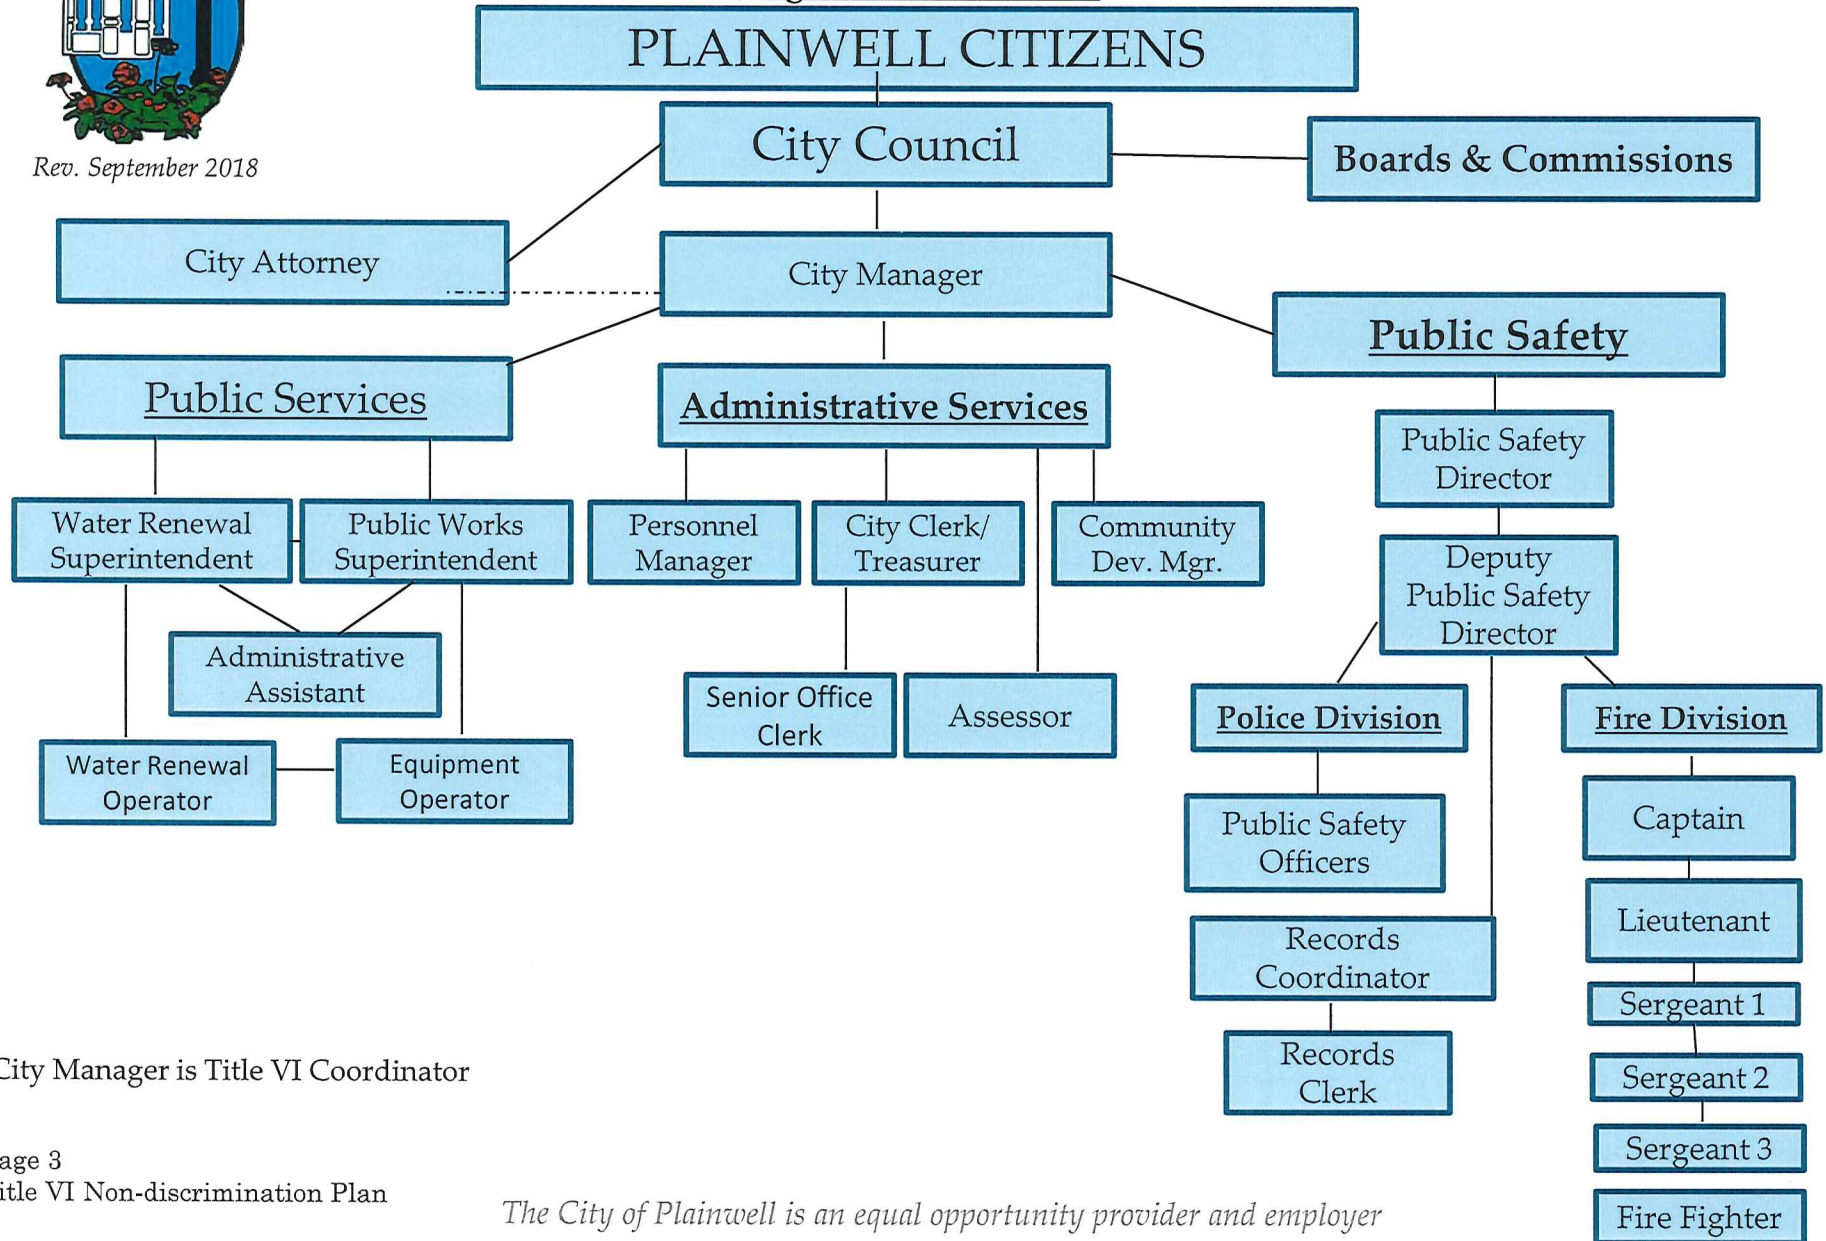 PLAINWELL CITIZENS
City Council
Boards & Commissions
Rev. September 2018
City Attorney
City Manager
Public Safety
Public Services
Administrative Services
Public Safety
Director
Water Renewal
Superintendent
Public Works
Superintendent
Personnel
Manager
City Clerk/
Treasurer
Community
Dev. Mgr.
Deputy
Public Safety
Director
Administrative
Assistant
Senior Office
Clerk
Assessor
Police Division
Fire Division
Water Renewal
Operator
Equipment
Operator
Public Safety
Officers
Captain
Lieutenant
Records
Coordinator
Sergeant 1
Records
Clerk
Sergeant 2
Sergeant 3
Fire Fighter
City Manager is Title VI Coordinator
age 3
itle VI Non-discrimination Plan
The City of Plainwell is an equal opportunity provider and employer